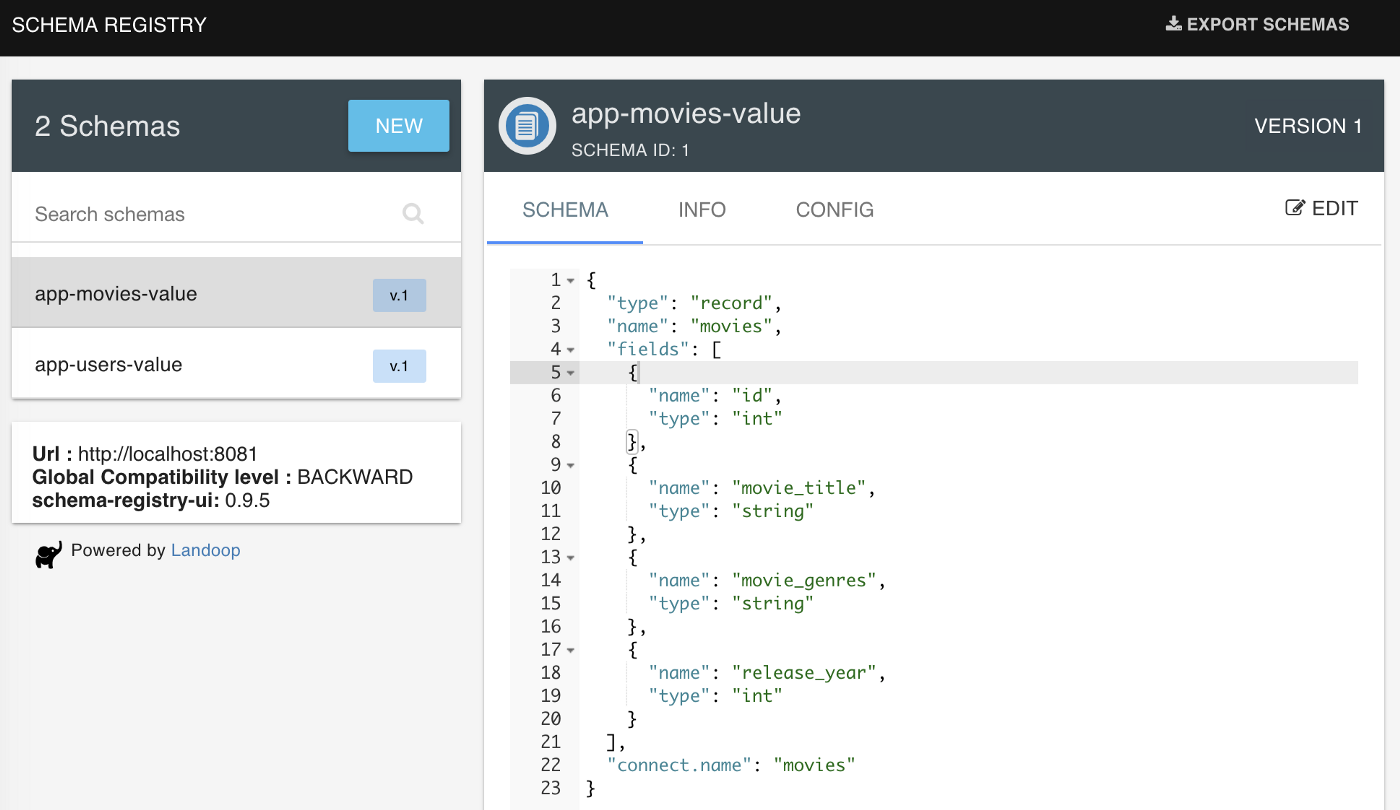 SCHEMA REGISTRY
EXPORT SCHEMAS
2 Schemas
NEW
Search schemas
app-movies-value
v.1
app-users-value
v.1
Url : http://localhost:8081
Global Compatibility level : BACKWARD
schema-registry-ui: 0.9.5
Powered by Landoop
app-movies-value
SCHEMA ID: 1
VERSION 1
SCHEMA INFO CONFIG
EDIT
1 {
2 "type": "record",
3 "name": "movies",
4 "fields": [
5 {
6 "name": "id",
7 "type": "int"
8 },
9 {
10 "name": "movie_title",
11 "type": "string"
12 },
13 {
14 "name": "movie_genres",
15 "type": "string"
16 },
17 {
18 "name": "release_year",
19 "type": "int"
20 }
21 ],
22 "connect.name": "movies"
23 }